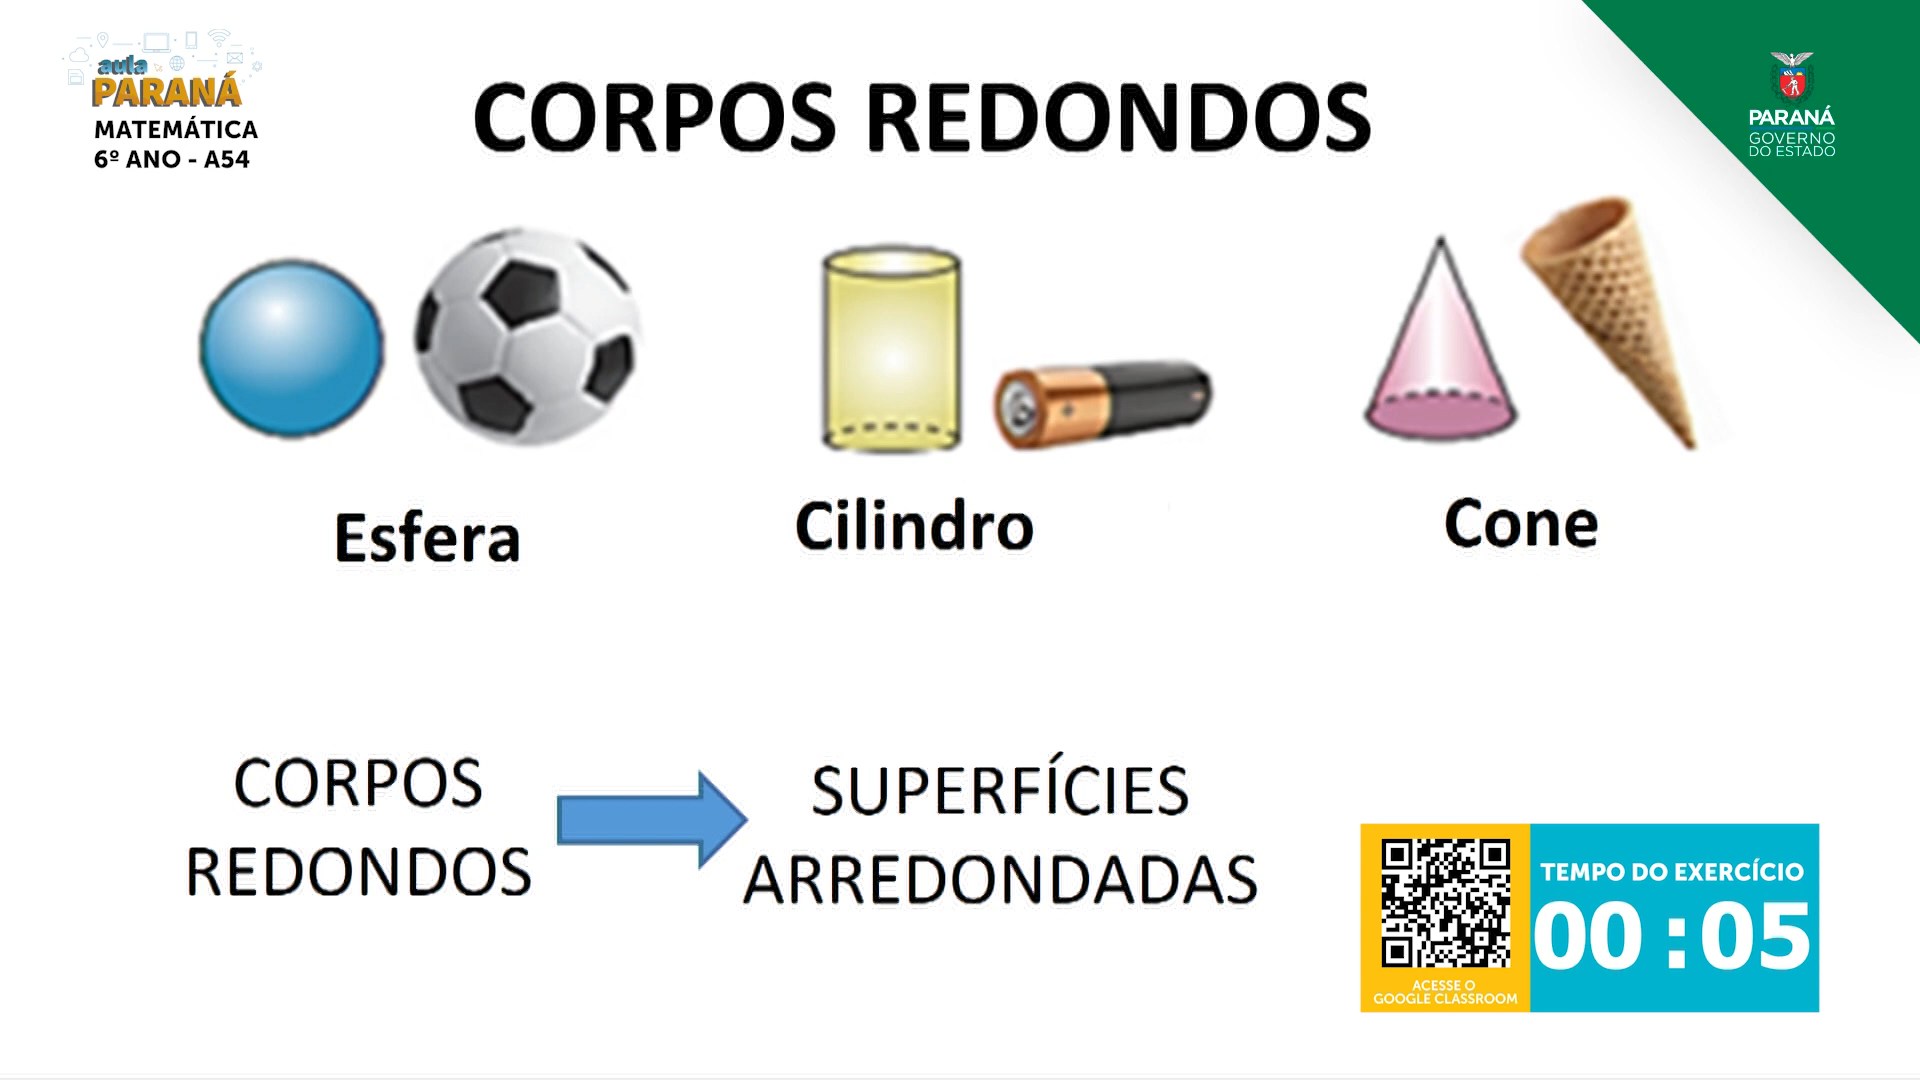 aula
PARANÁ
MATEMÁTICA
6º ANO - A54
CORPOS REDONDOS
PARANÁ
GOVERNO
DO ESTADO
Esfera
Cilindro
Cone
CORPOS
REDONDOS
SUPERFÍCIES
ARREDONDADAS
ACESSE O
GOOGLE CLASSROOM
TEMPO DO EXERCÍCIO
00 : 05